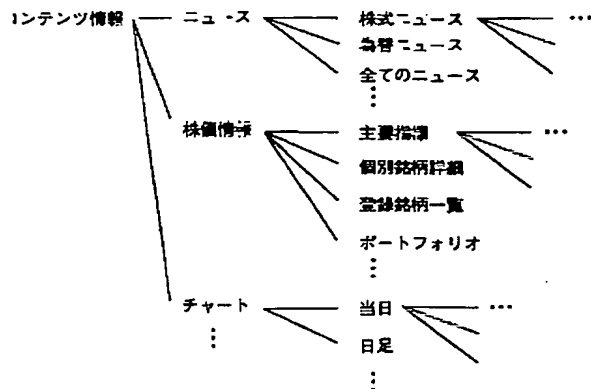 コンテンツ情報
ニュース
株式ニュース
…
為替ニュース
全てのニュース
⋮
株価情報
主要指標
…
個別銘柄詳細
登録銘柄一覧
ポートフォリオ
⋮
チャート
当日
…
⋮
日足
⋮